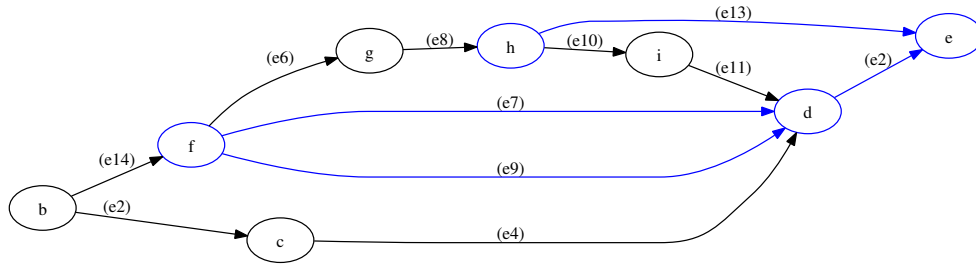 (e13)
e
(e8)
h
(e10)
(e6)
g
i
(e2)
(e11)
(e7)
d
f
(e14)
(e9)
b
(e2)
c
(e4)